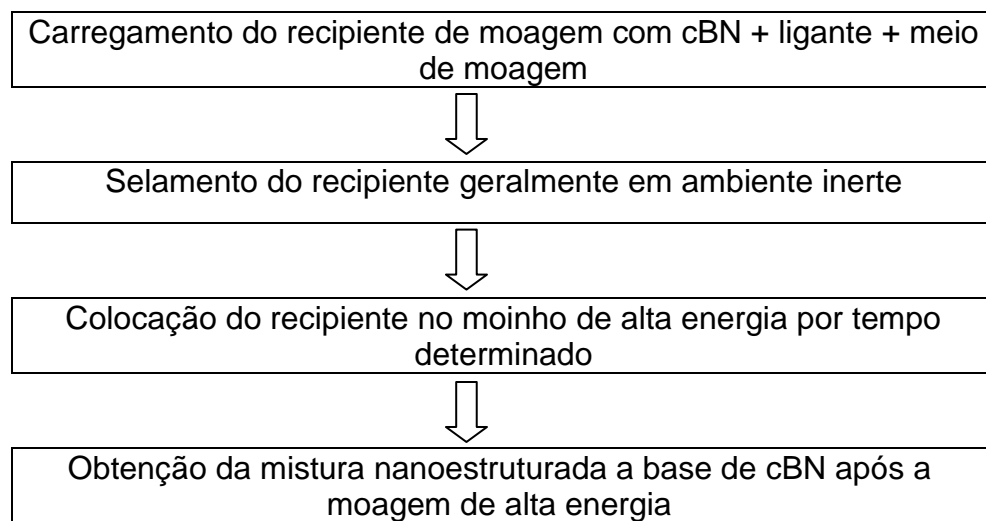 Carregamento do recipiente de moagem com cBN + ligante + meio
de moagem
Selamento do recipiente geralmente em ambiente inerte
Colocação do recipiente no moinho de alta energia por tempo
determinado
Obtenção da mistura nanoestruturada a base de cBN após a
moagem de alta energia